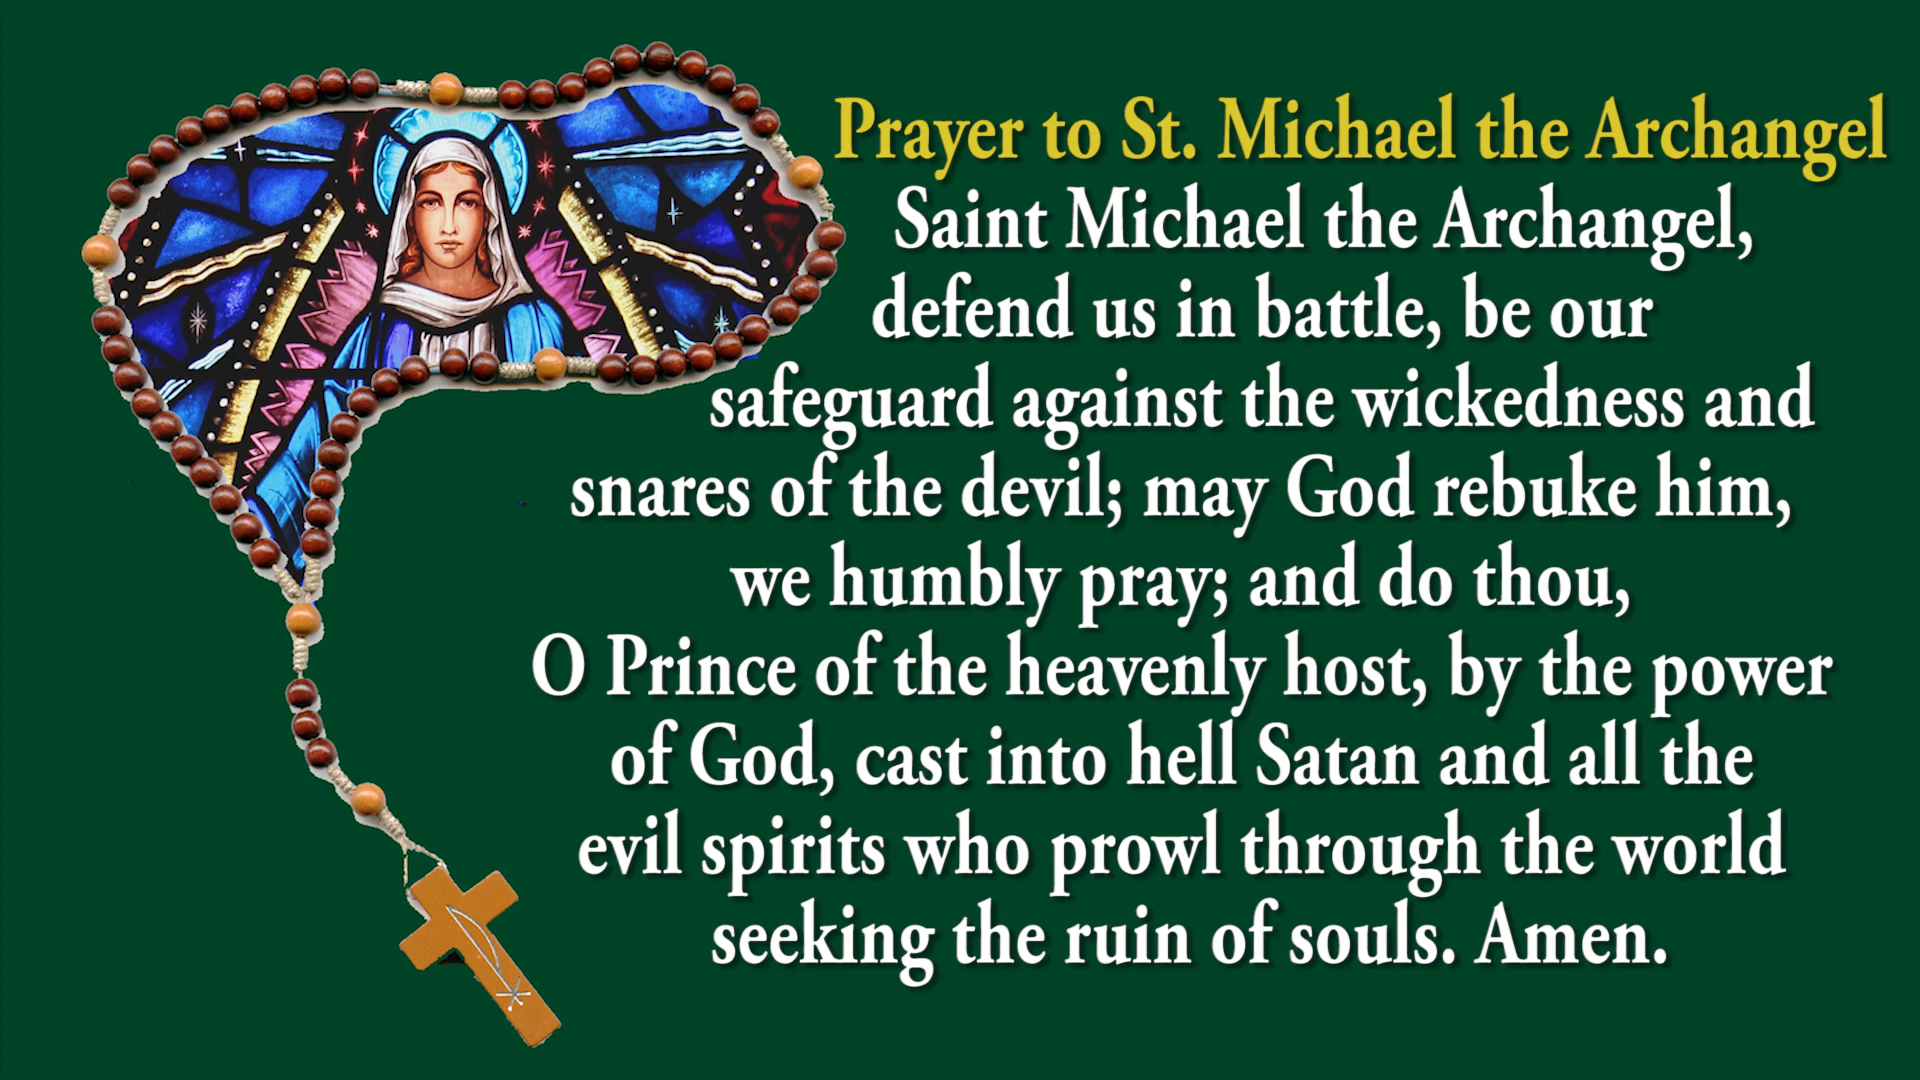 Prayer to St. Michael the Archangel
Saint Michael the Archangel,
defend us in battle, be our
safeguard against the wickedness and
snares of the devil; may God rebuke him,
we humbly pray; and do thou,
O Prince of the heavenly host, by the power
of God, cast into hell Satan and all the
evil spirits who prowl through the world
seeking the ruin of souls. Amen.